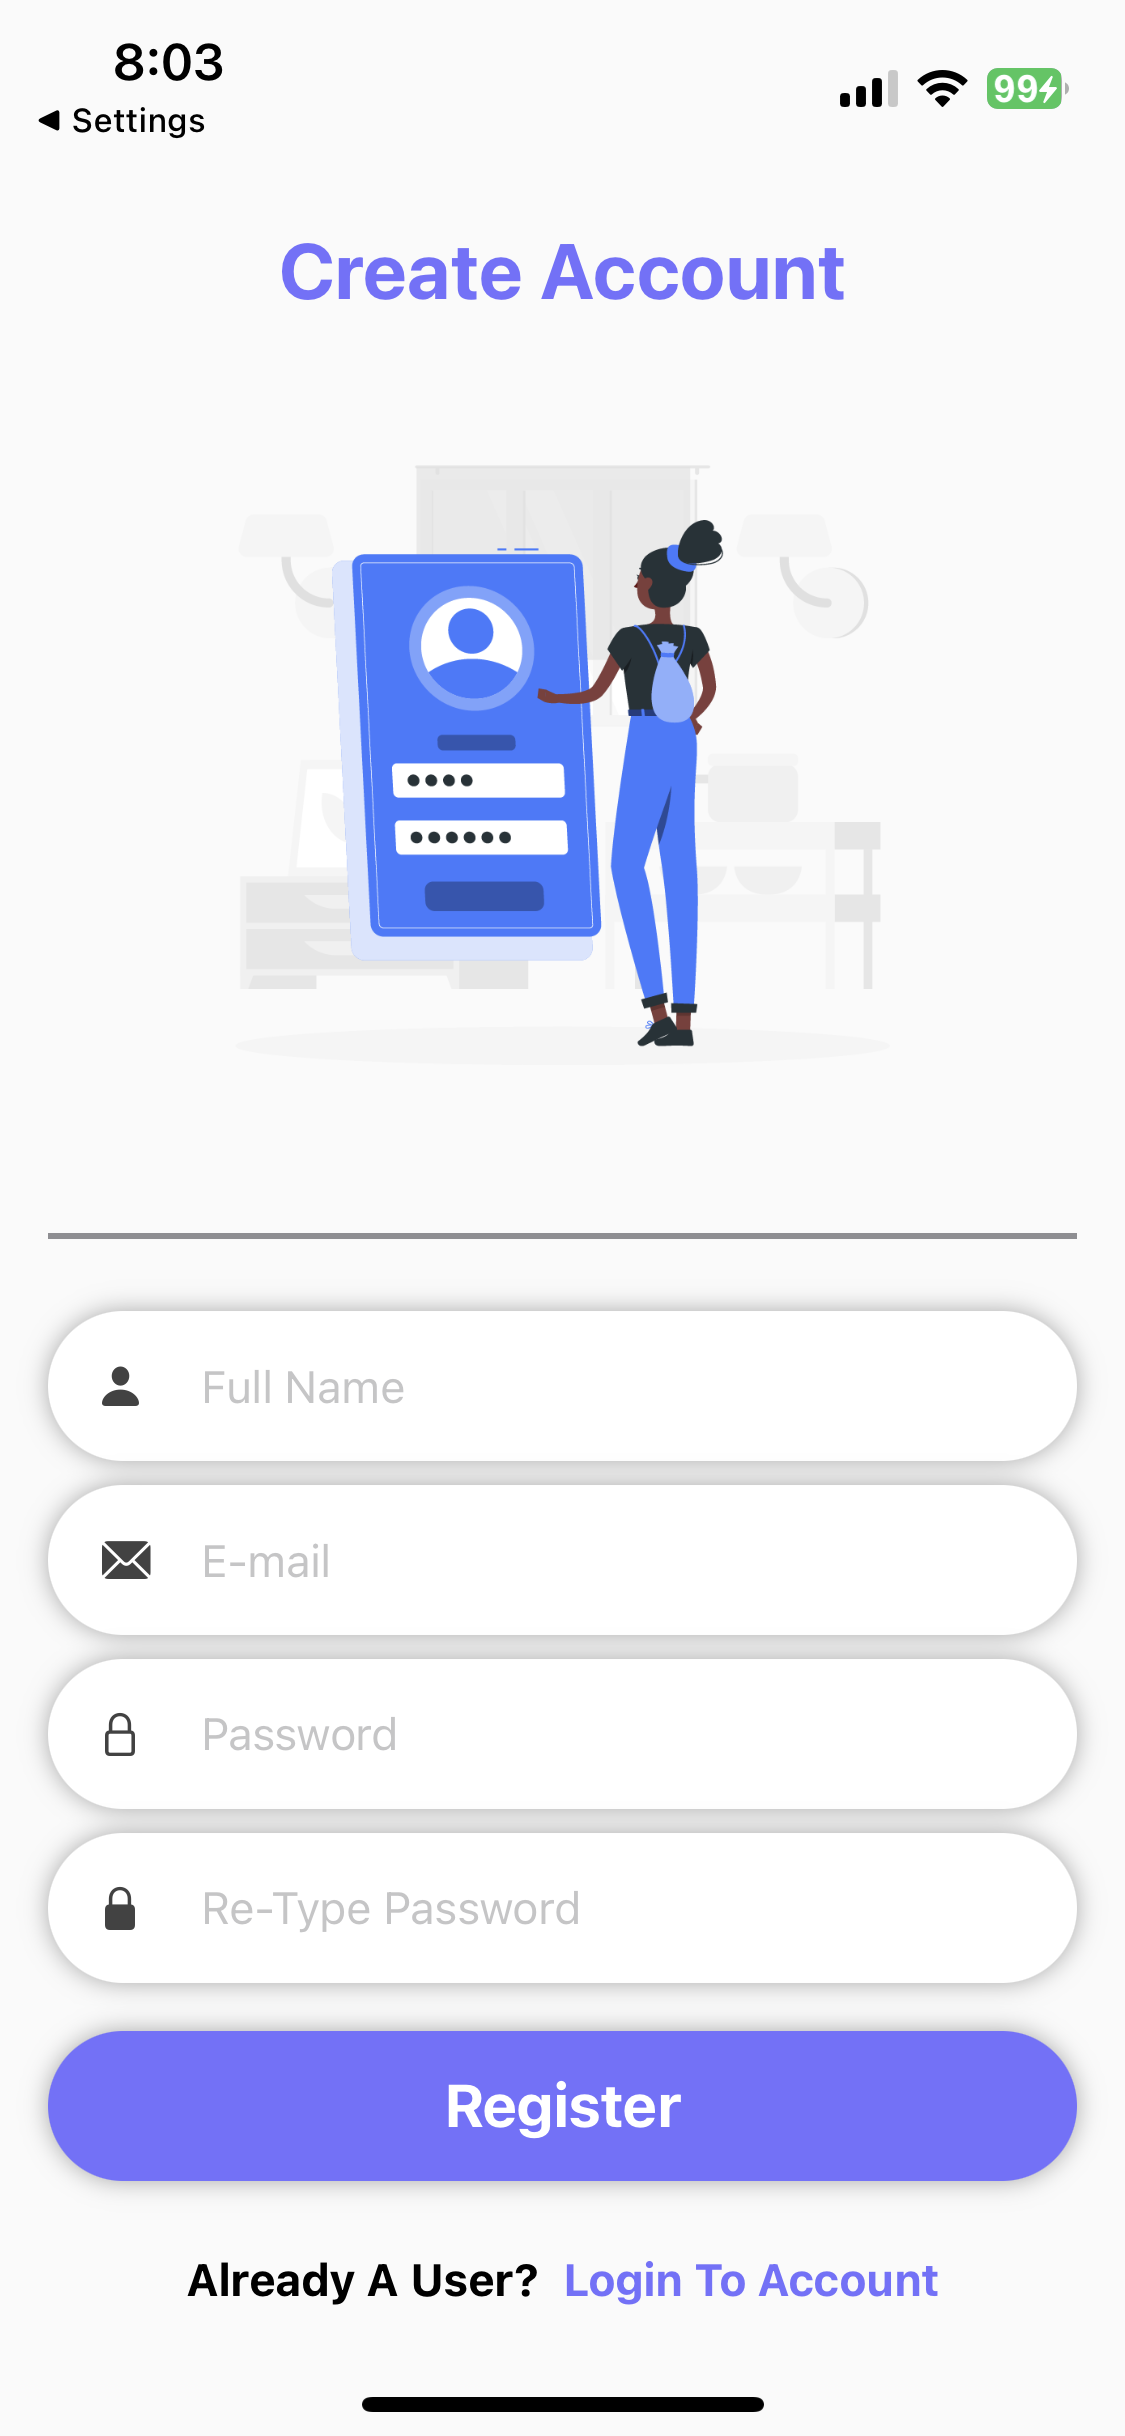 8:03
99
Settings
Create Account
Full Name
E-mail
Password
Re-Type Password
Register
Already A User? Login To Account